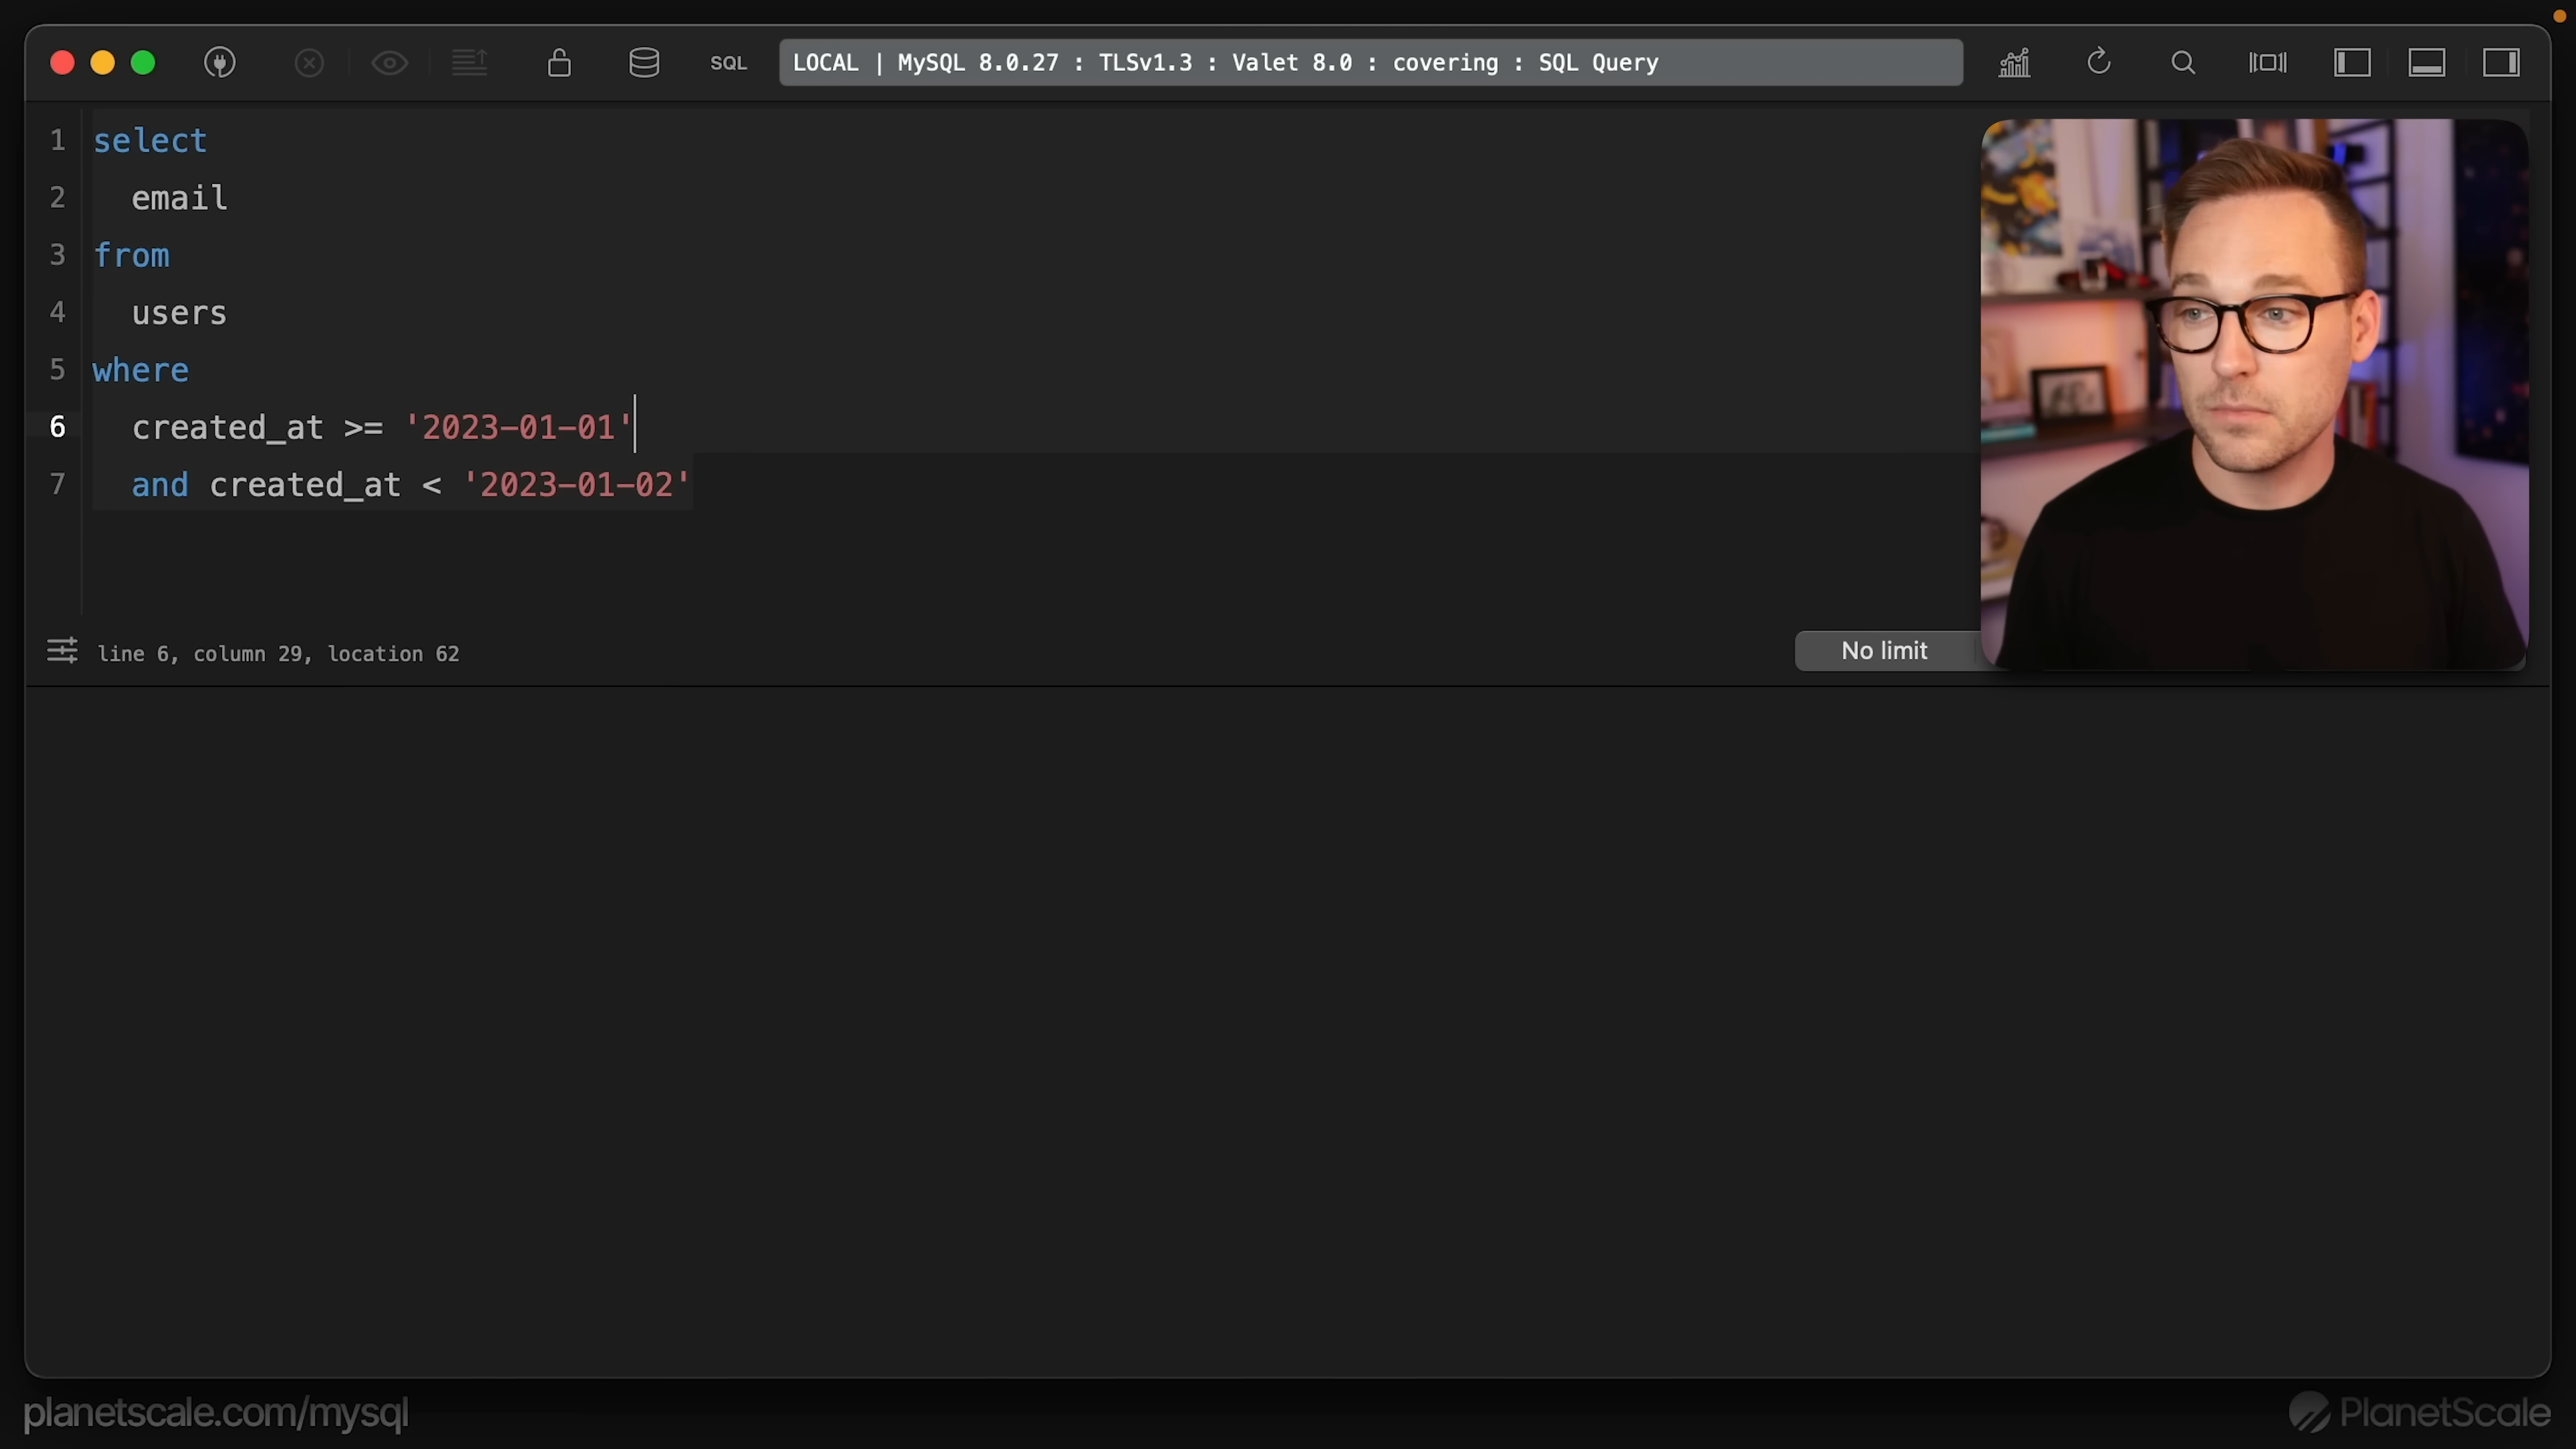 SQL
LOCAL | MySQL 8.0.27 : TLSv1.3 : Valet 8.0 : covering : SQL Query
1 select
2   email
3 from
4   users
5 where
6   created_at >= '2023-01-01'
7   and created_at < '2023-01-02'
line 6, column 29, location 62
No limit
planetscale.com/mysql
PlanetScale